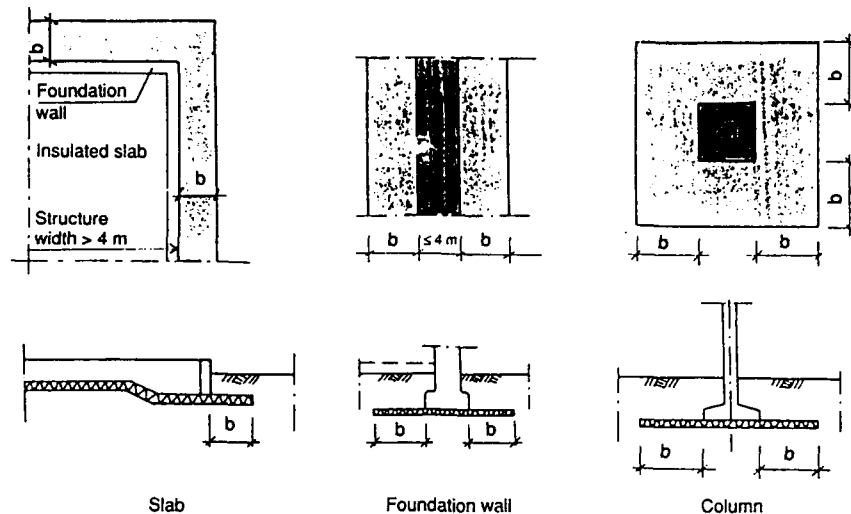 b
Foundation
wall
Insulated slab
b
Structure
width > 4 m
b
≤ 4 m
b
b
b
b
b
b
b
b
b
b
Slab
Foundation wall
Column